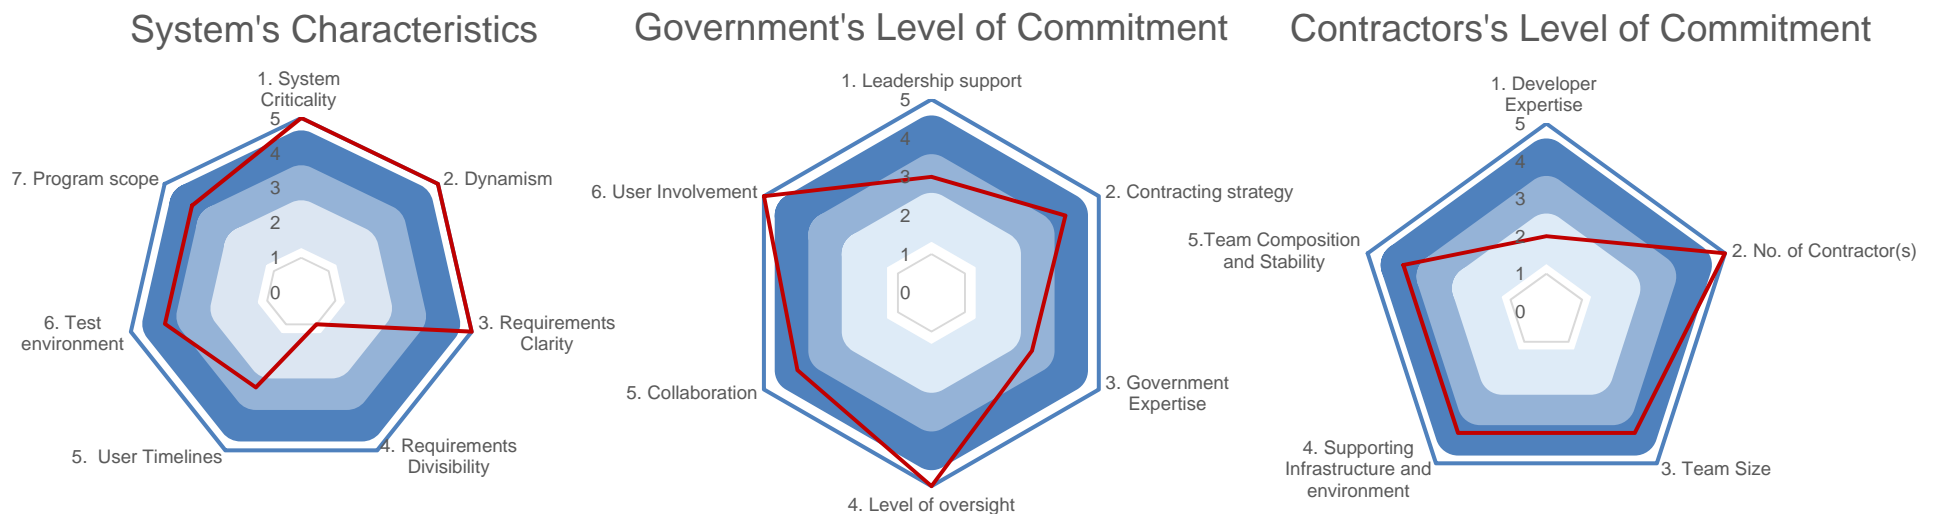 System's Characteristics
1. System
Criticality
5
4
3
2
1
0
2. Dynamism
3. Requirements
Clarity
4. Requirements
Divisibility
5. User Timelines
6. Test
environment
7. Program scope
Government's Level of Commitment
1. Leadership support
5
4
3
2
1
0
2. Contracting strategy
3. Government
Expertise
4. Level of oversight
5. Collaboration
6. User Involvement
Contractors's Level of Commitment
1. Developer
Expertise
5
4
3
2
1
0
2. No. of Contractor(s)
3. Team Size
4. Supporting
Infrastructure and
environment
5.Team Composition
and Stability